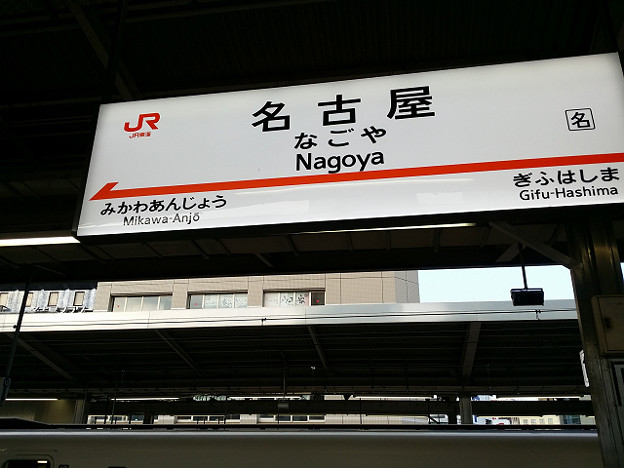 JR
JR東海
名古屋
なごや
Nagoya
名
みかわあんじょう
Mikawa-Anjō
ぎふはしま
Gifu-Hashima